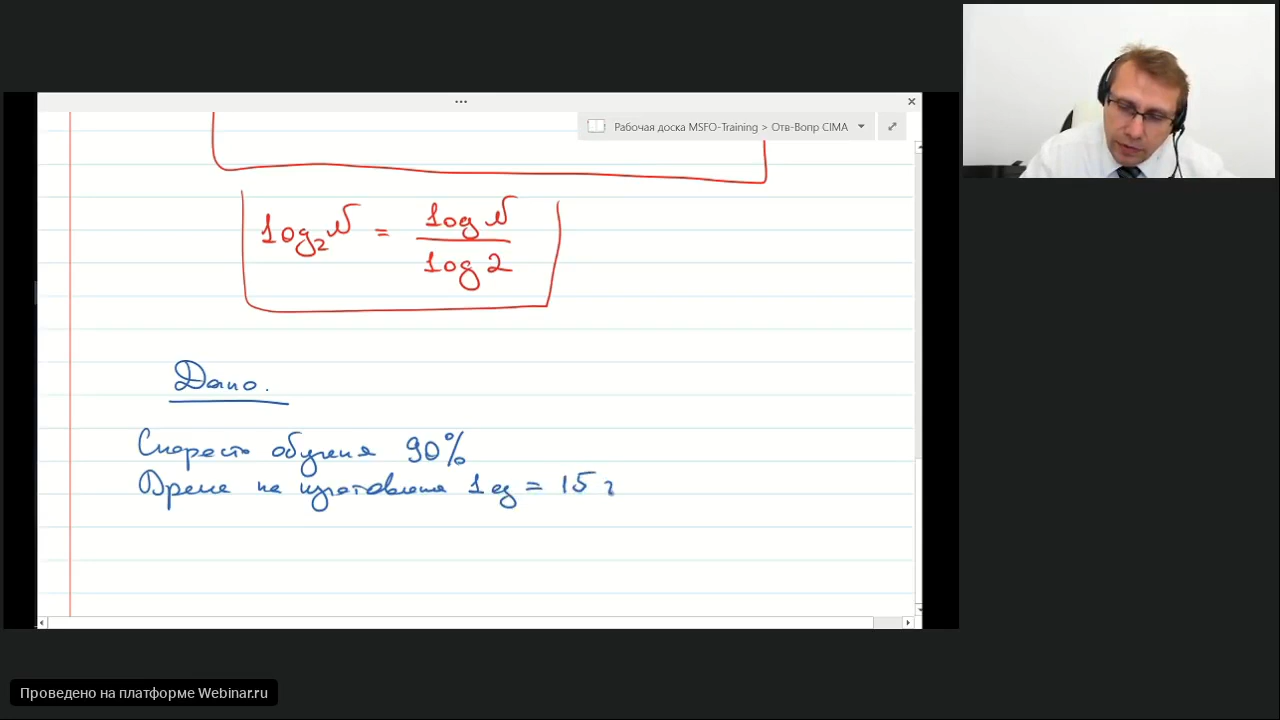 Рабочая доска MSFO-Training > Отв-Вопр CIMA
log₂N = log N / log 2
Дано.
Скорость обучения 90%
Время на изготовление 1 ед = 15
Проведено на платформе Webinar.ru